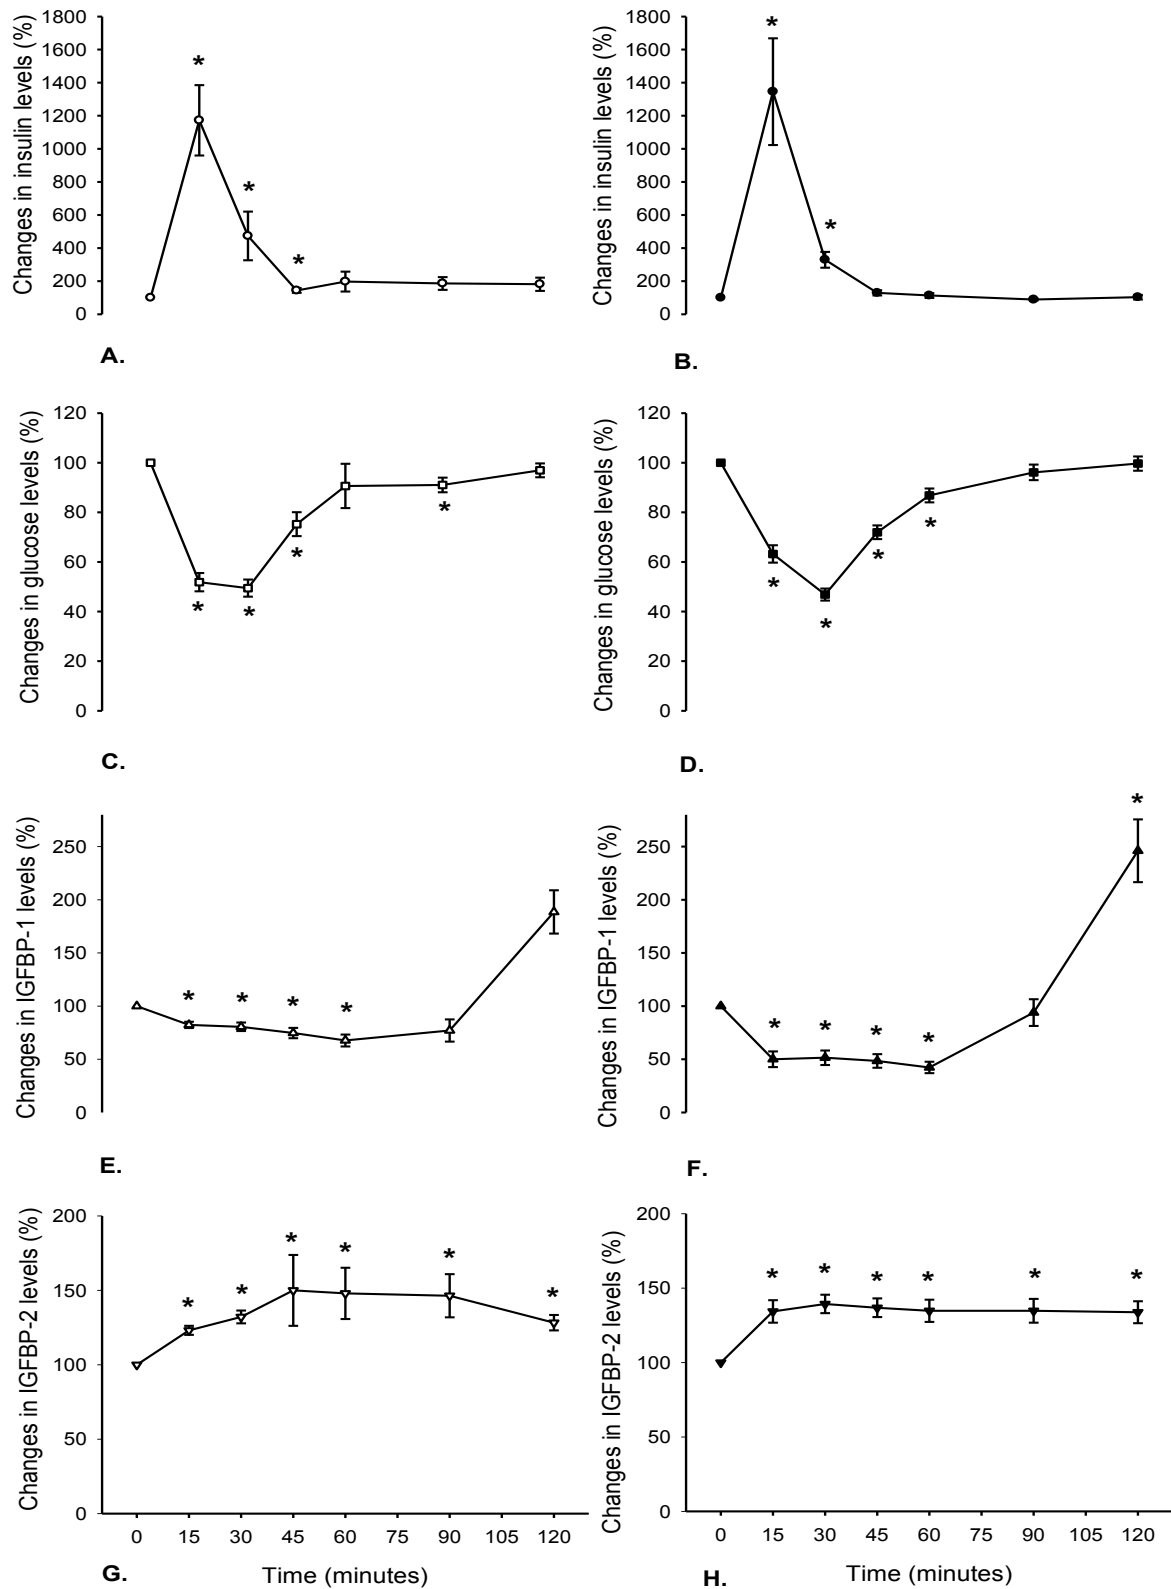 Changes in insulin levels (%)
1800
1600
1400
1200
1000
800
600
400
200
0
*
*
*
A.
Changes in insulin levels (%)
1800
1600
1400
1200
1000
800
600
400
200
0
*
*
B.
Changes in glucose levels (%)
120
100
80
60
40
20
0
*
*
*
*
C.
Changes in glucose levels (%)
120
100
80
60
40
20
0
*
*
*
*
D.
Changes in IGFBP-1 levels (%)
250
200
150
100
50
0
* * * *
E.
Changes in IGFBP-1 levels (%)
250
200
150
100
50
0
* * * * *
F.
Changes in IGFBP-2 levels (%)
200
150
100
50
0
* * * * * *
0 15 30 45 60 75 90 105 120
G.
Time (minutes)
Changes in IGFBP-2 levels (%)
200
150
100
50
0
* * * * * *
0 15 30 45 60 75 90 105 120
Time (minutes)
H.